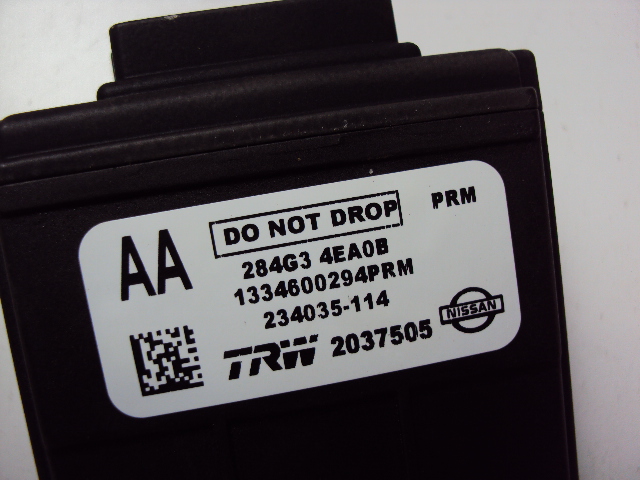 AA
DO NOT DROP PRM
284G3 4EA0B
1334600294PRM
234035-114
TRW 2037505 NISSAN